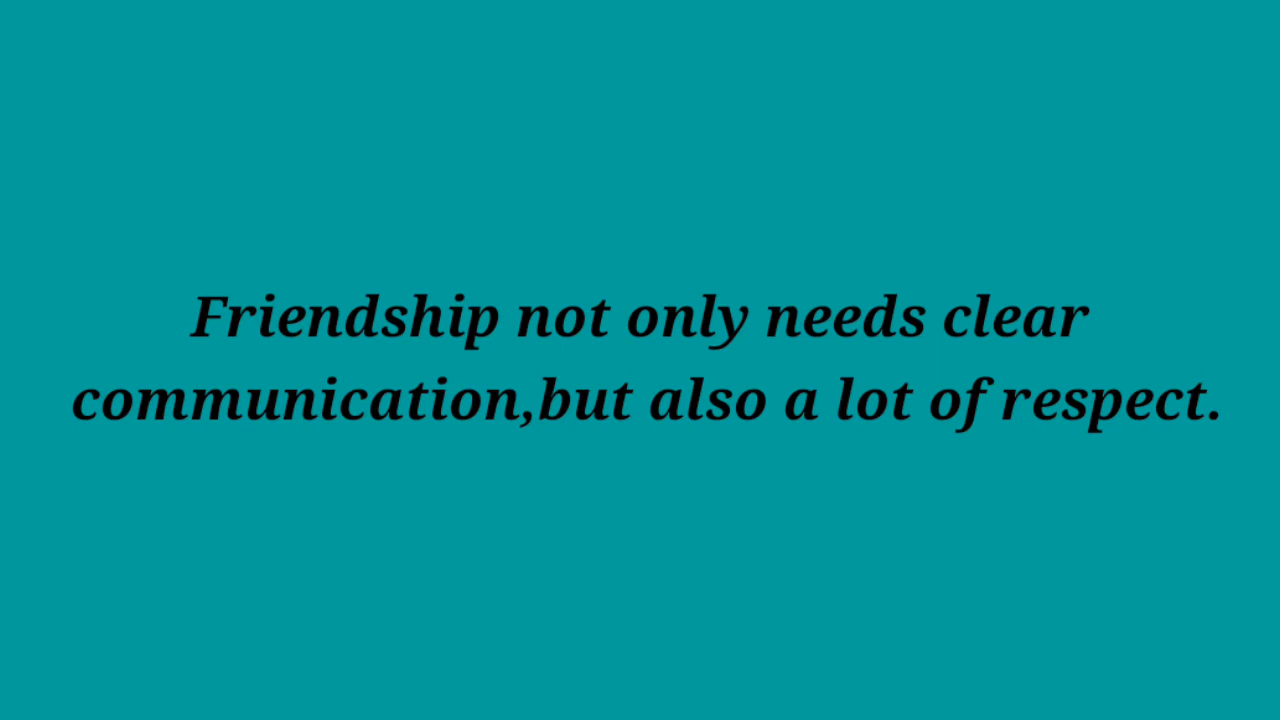 Friendship not only needs clear
communication,but also a lot of respect.